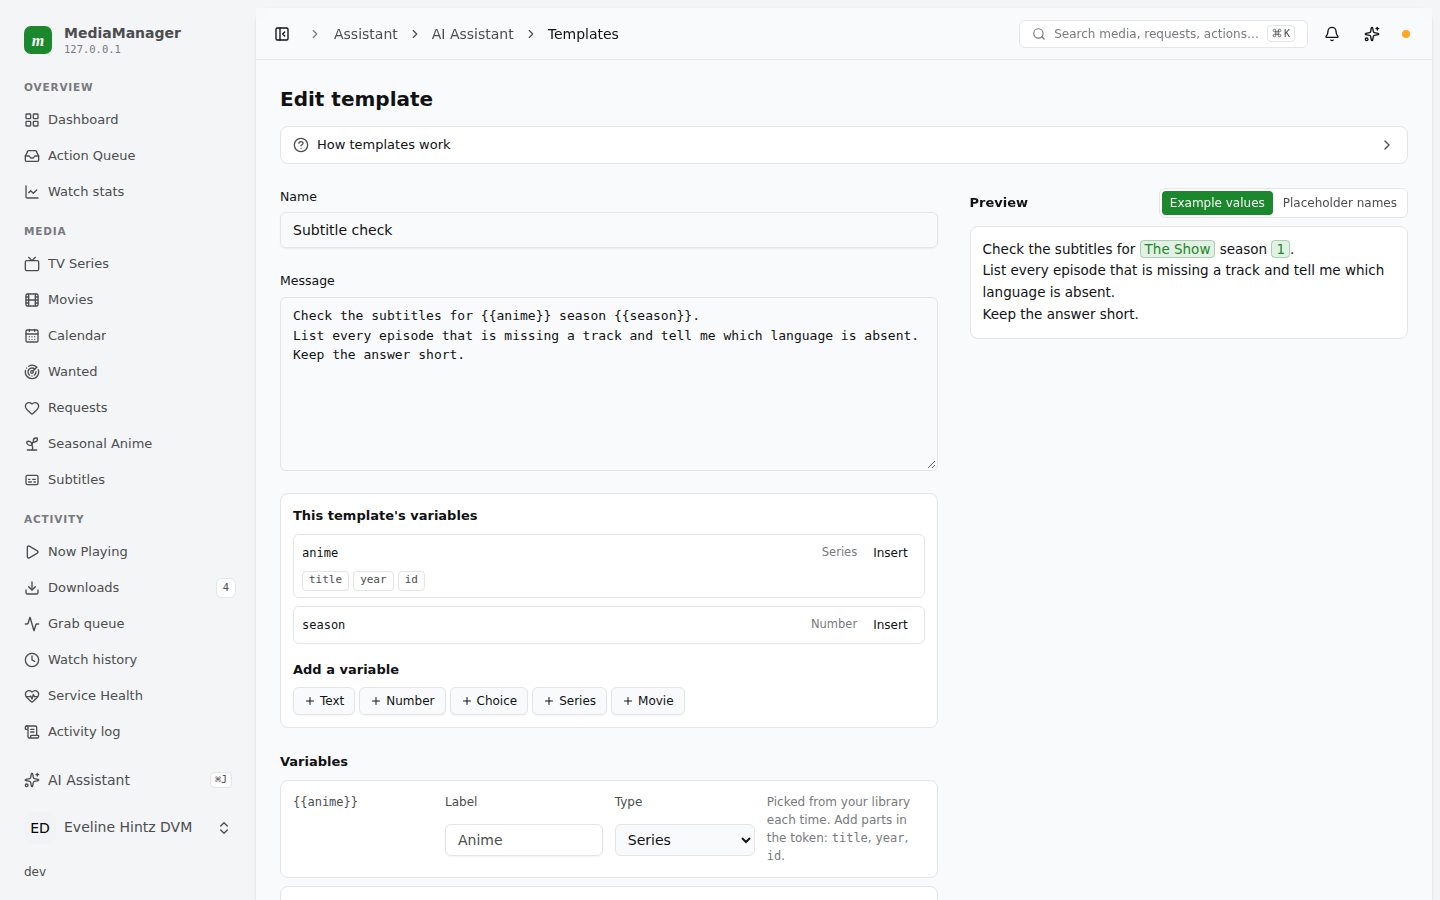 m
MediaManager
127.0.0.1
OVERVIEW
Dashboard
Action Queue
Watch stats
MEDIA
TV Series
Movies
Calendar
Wanted
Requests
Seasonal Anime
Subtitles
ACTIVITY
Now Playing
Downloads 4
Grab queue
Watch history
Service Health
Activity log
AI Assistant ⌘J
ED Eveline Hintz DVM
dev
Assistant AI Assistant Templates
Search media, requests, actions... ⌘K
Edit template
How templates work
Name
Subtitle check
Message
Check the subtitles for {{anime}} season {{season}}.
List every episode that is missing a track and tell me which language is absent.
Keep the answer short.
This template's variables
anime Series Insert
title year id
season Number Insert
Add a variable
+ Text + Number + Choice + Series + Movie
Variables
{{anime}} Label Type
Anime Series
Picked from your library
each time. Add parts in
the token: title, year,
id.
Preview Example values Placeholder names
Check the subtitles for The Show season 1.
List every episode that is missing a track and tell me which
language is absent.
Keep the answer short.